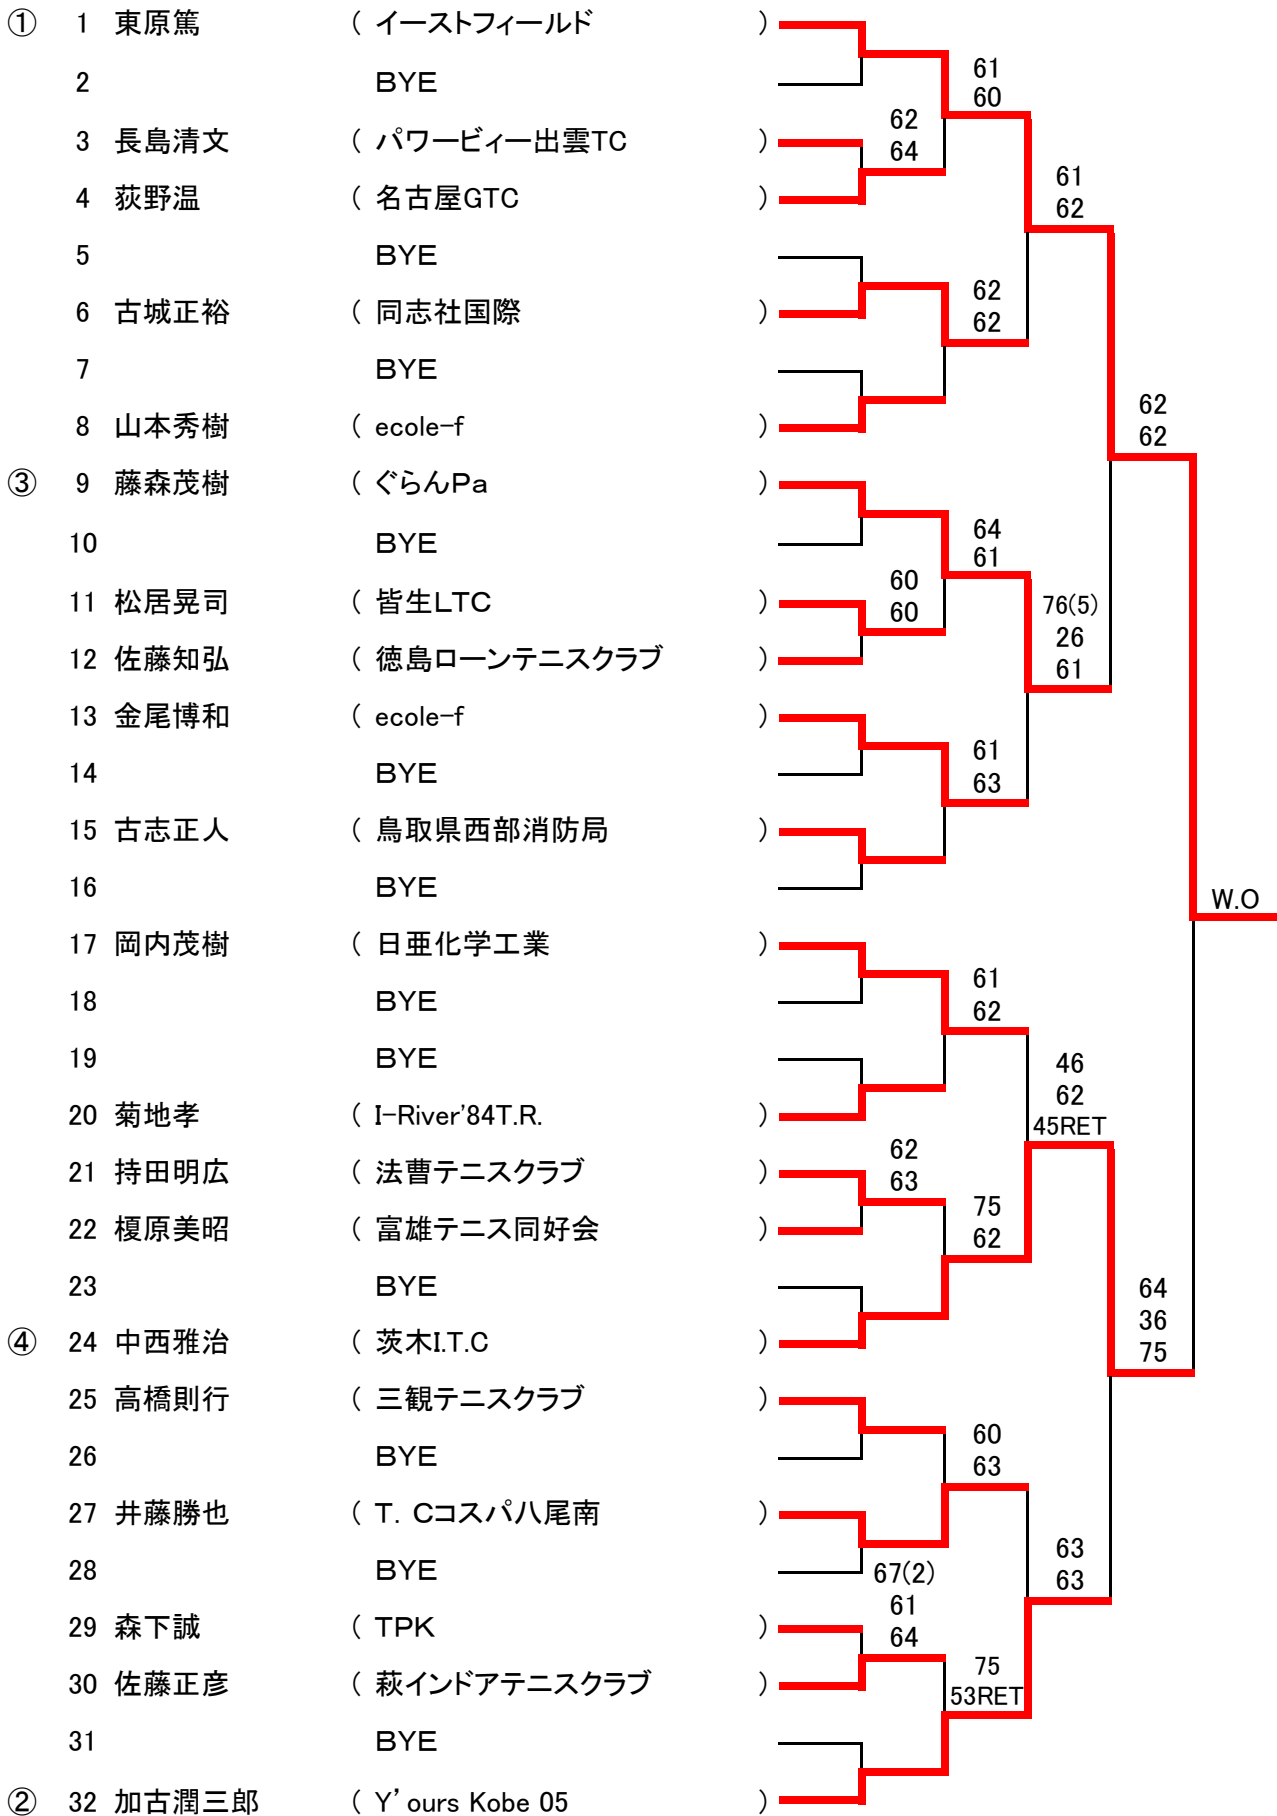 ① 1 東原篤 ( イーストフィールド )
61
2 BYE
60
62
3 長島清文 ( パワービィー出雲TC )
64
61
4 荻野温 ( 名古屋GTC )
62
5 BYE
62
6 古城正裕 ( 同志社国際 )
62
7 BYE
62
8 山本秀樹 ( ecole-f )
62
③ 9 藤森茂樹 ( ぐらんPa )
64
10 BYE
61
60
11 松居晃司 ( 皆生LTC )
76(5)
60
26
12 佐藤知弘 ( 徳島ローンテニスクラブ )
61
13 金尾博和 ( ecole-f )
61
14 BYE
63
15 古志正人 ( 鳥取県西部消防局 )
16 BYE
W.O
17 岡内茂樹 ( 日亜化学工業 )
61
18 BYE
62
19 BYE
46
62
20 菊地孝 ( I-River'84T.R. )
45RET
62
21 持田明広 ( 法曹テニスクラブ )
63
75
22 榎原美昭 ( 富雄テニス同好会 )
62
23 BYE
64
36
④ 24 中西雅治 ( 茨木I.T.C )
75
25 高橋則行 ( 三観テニスクラブ )
60
26 BYE
63
27 井藤勝也 ( T. Cコスパ八尾南 )
63
28 BYE
67(2)
63
61
29 森下誠 ( TPK )
64
75
30 佐藤正彦 ( 萩インドアテニスクラブ )
53RET
31 BYE
② 32 加古潤三郎 ( Y’ours Kobe 05 )